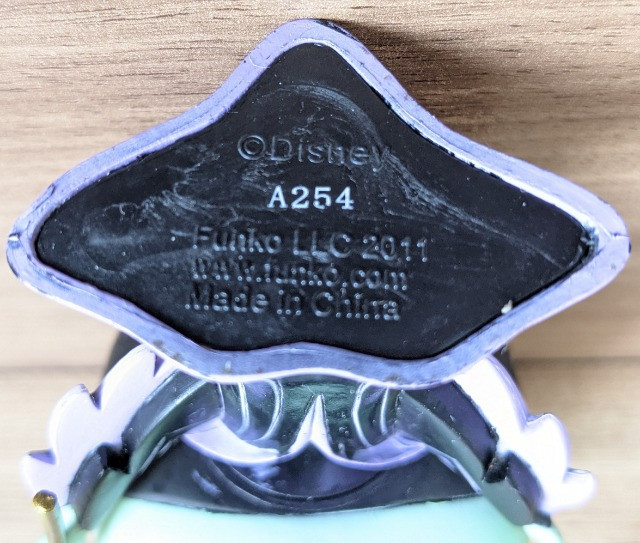 ©Disney
A254
Funko LLC 2011
www.funko.com
Made in China